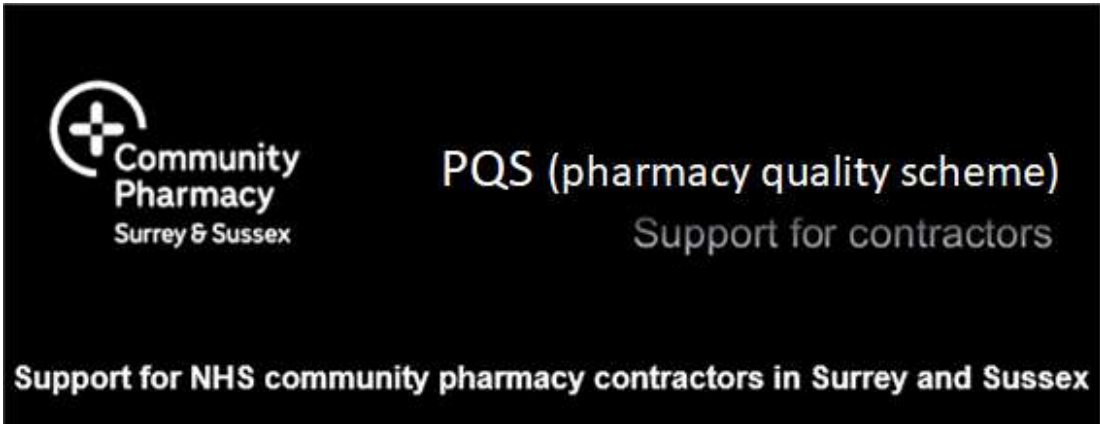 Community
Pharmacy
Surrey & Sussex
PQS (pharmacy quality scheme)
Support for contractors
Support for NHS community pharmacy contractors in Surrey and Sussex